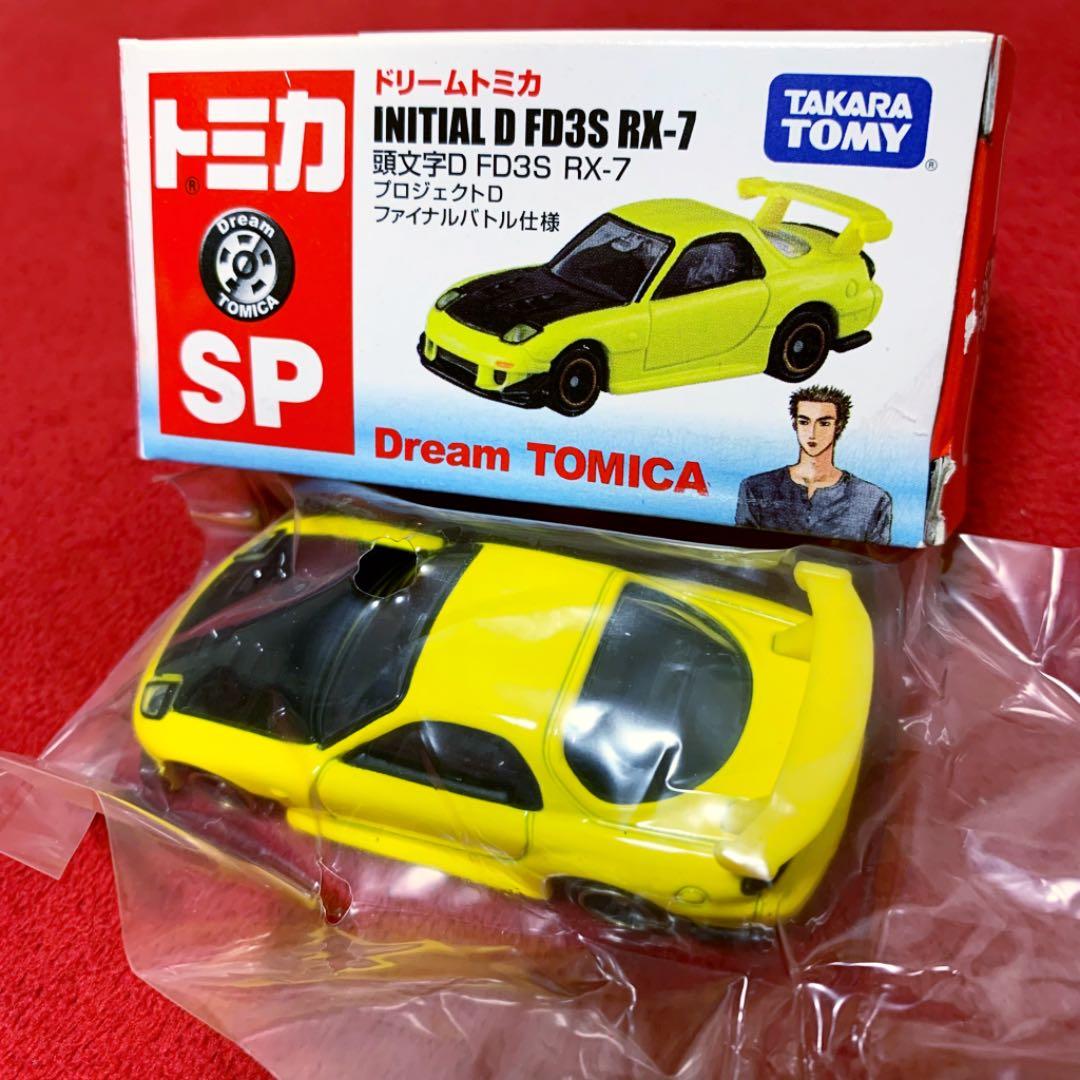 トミカ
®
Dream
TOMICA
SP
ドリームトミカ
INITIAL D FD3S RX-7
頭文字D FD3S RX-7
プロジェクトD
ファイナルバトル仕様
Dream TOMICA
TAKARA
TOMY
®